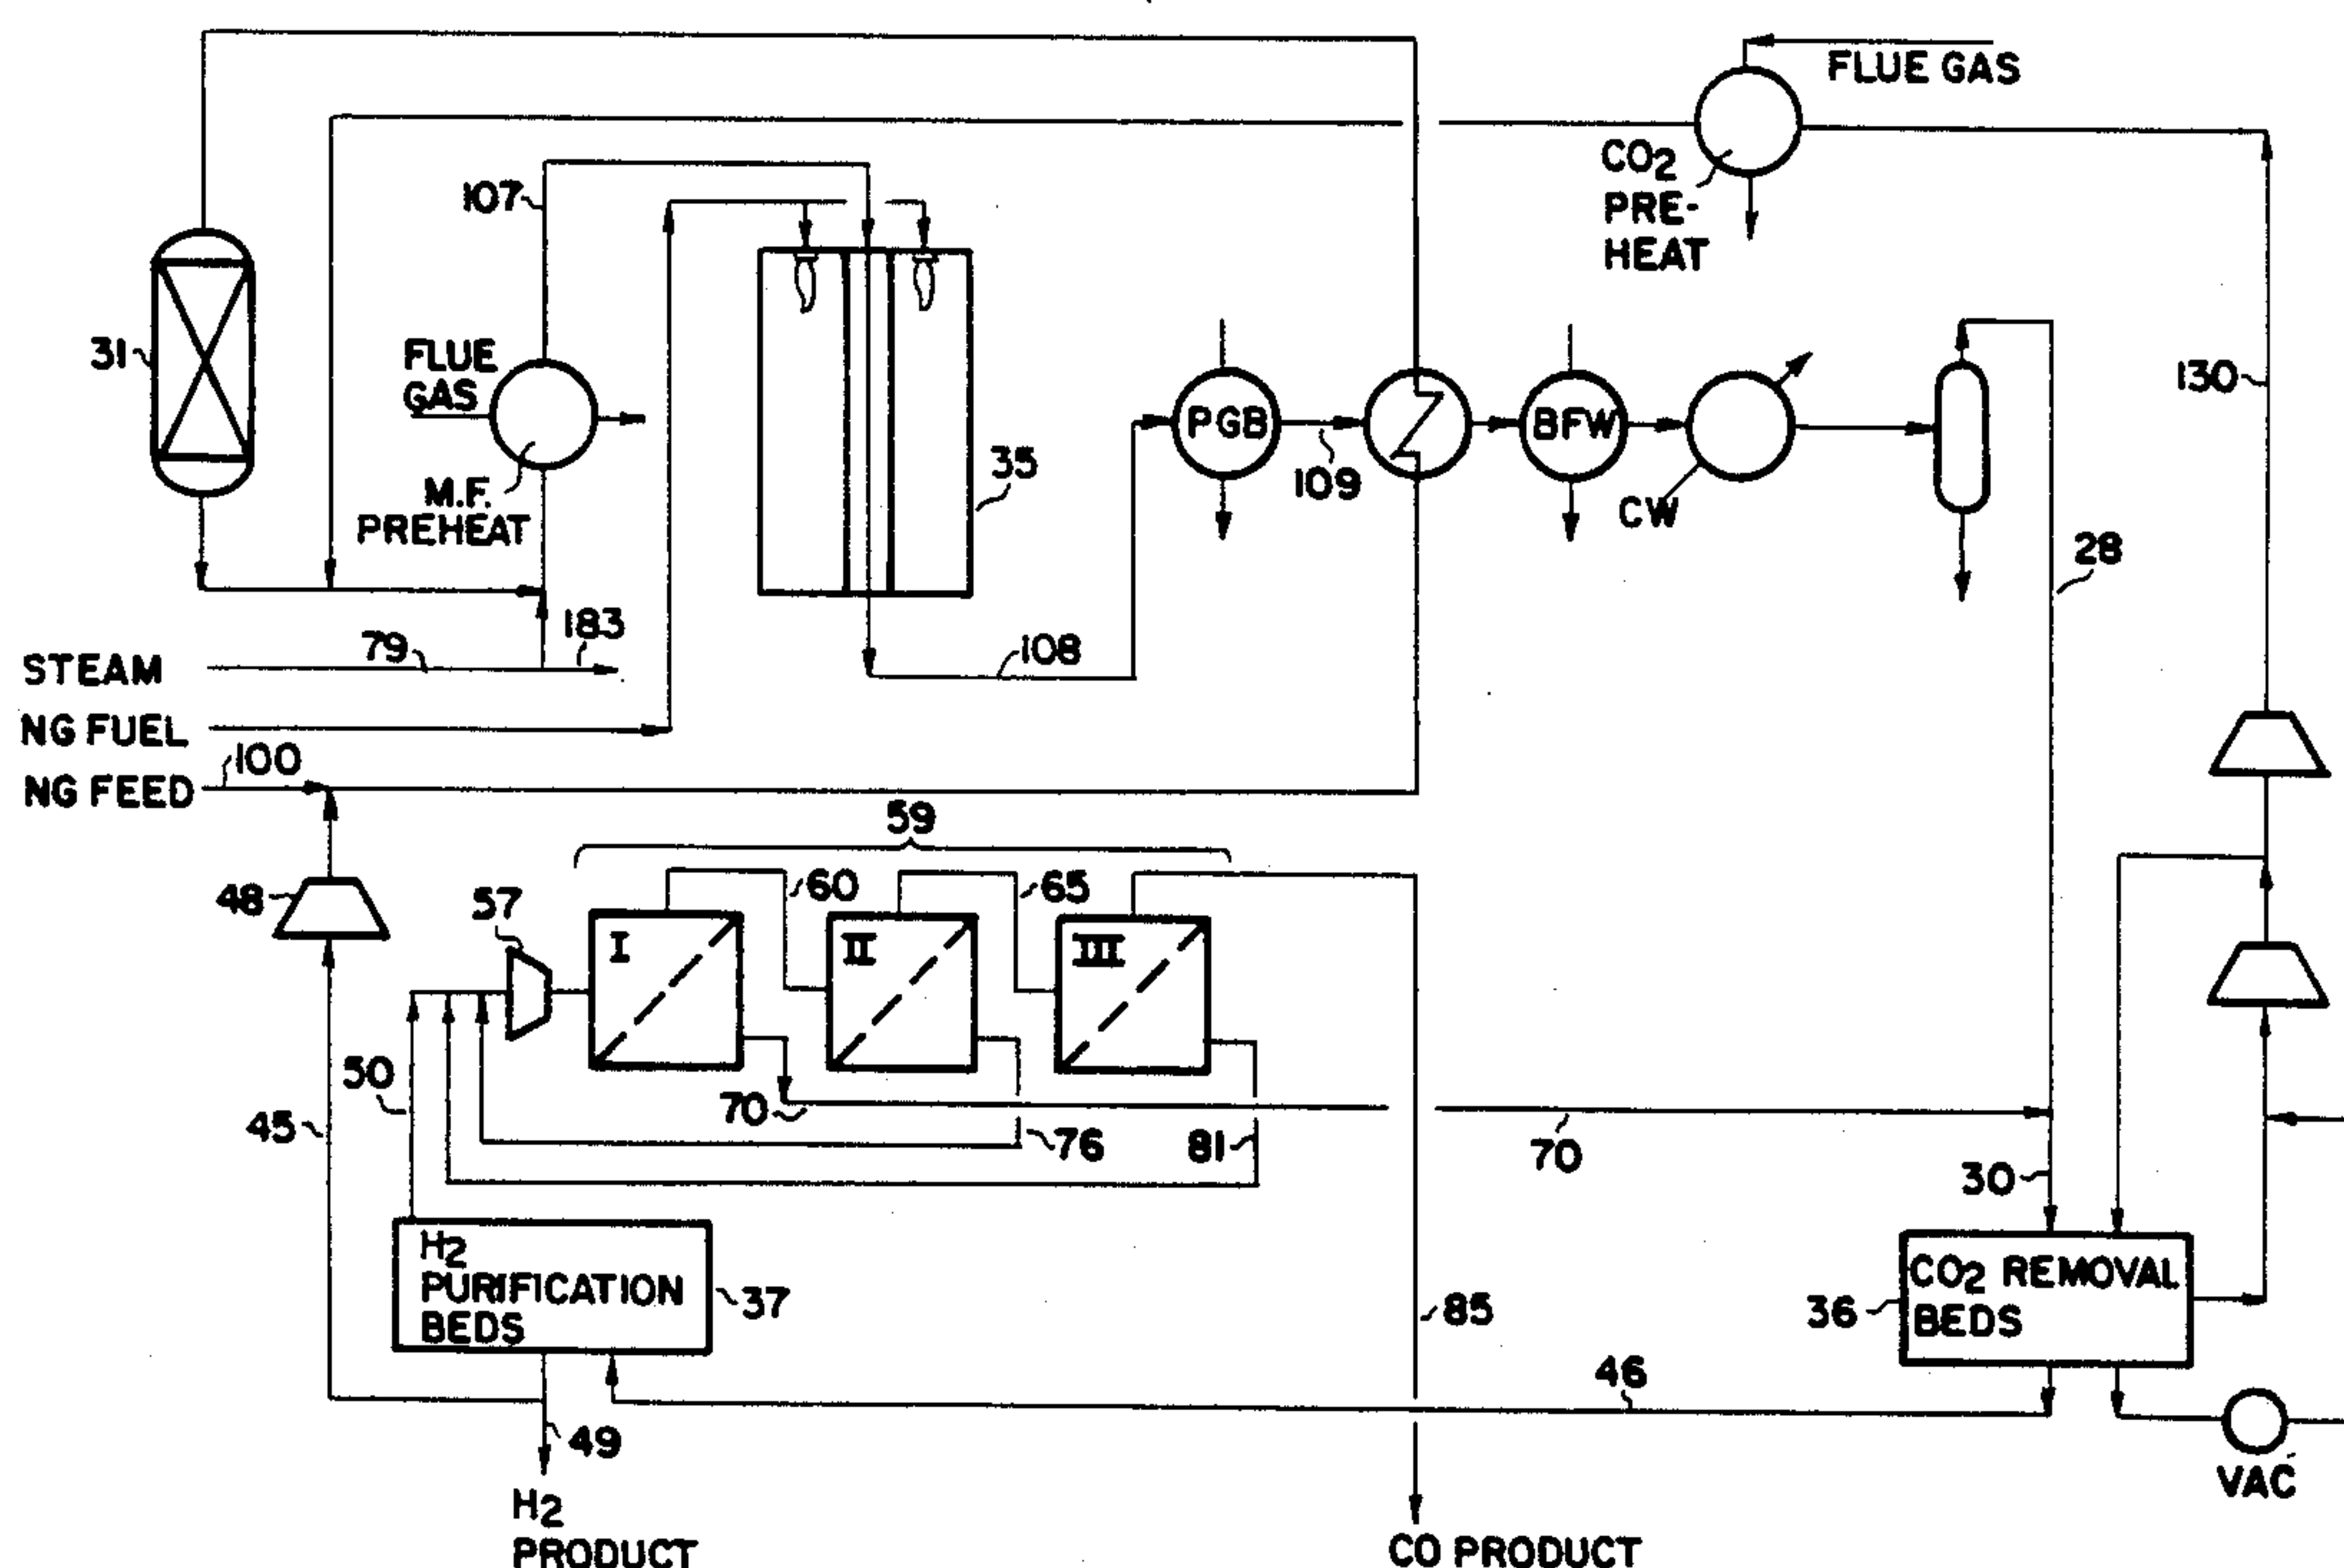 FLUE GAS
CO2
PRE-
HEAT
107
31
FLUE
GAS
M.F.
PREHEAT
35
PGB
109
BFW
CW
130
28
STEAM
79
183
108
NG FUEL
NG FEED
100
59
48
57
I
60
II
65
III
50
45
70
76
81
70
30
H2
PURIFICATION
BEDS
37
85
36
CO2 REMOVAL
BEDS
46
49
VAC
H2
PRODUCT
CO PRODUCT